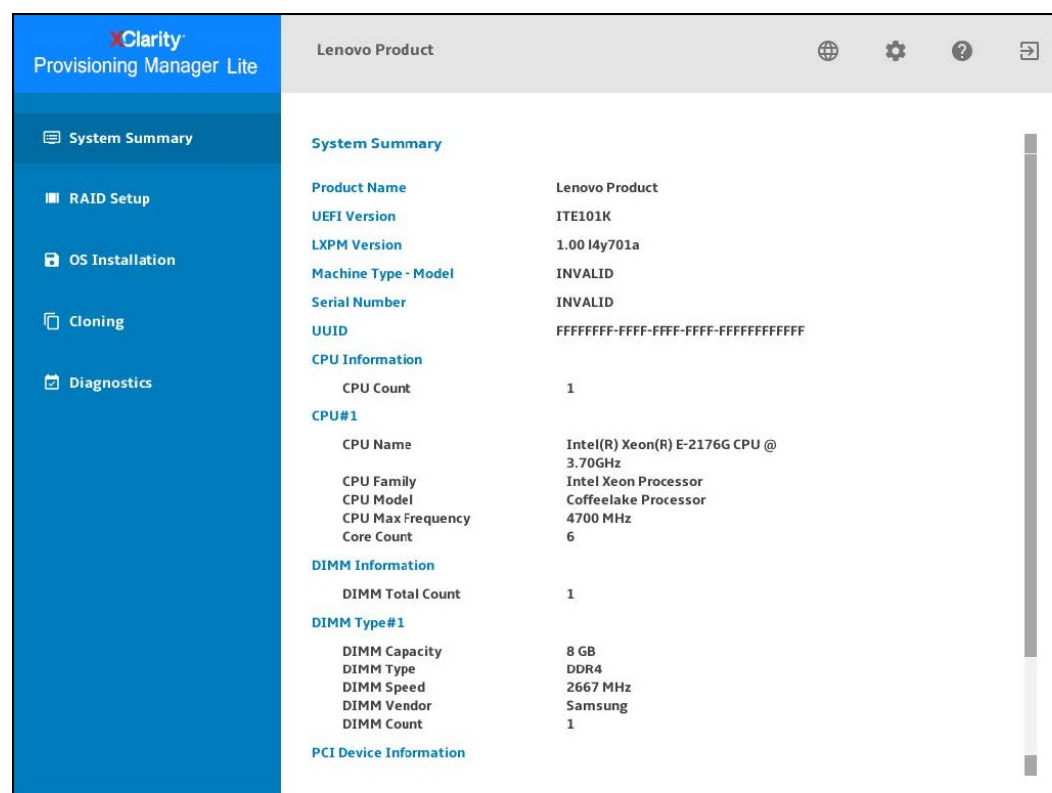 XClarity
Provisioning Manager Lite
Lenovo Product
System Summary
RAID Setup
OS Installation
Cloning
Diagnostics
System Summary
Product Name Lenovo Product
UEFI Version ITE101K
LXPM Version 1.00 l4y701a
Machine Type - Model INVALID
Serial Number INVALID
UUID FFFFFFFF-FFFF-FFFF-FFFF-FFFFFFFFFFFF
CPU Information
CPU Count 1
CPU#1
CPU Name Intel(R) Xeon(R) E-2176G CPU @
3.70GHz
CPU Family Intel Xeon Processor
CPU Model Coffeelake Processor
CPU Max Frequency 4700 MHz
Core Count 6
DIMM Information
DIMM Total Count 1
DIMM Type#1
DIMM Capacity 8 GB
DIMM Type DDR4
DIMM Speed 2667 MHz
DIMM Vendor Samsung
DIMM Count 1
PCI Device Information